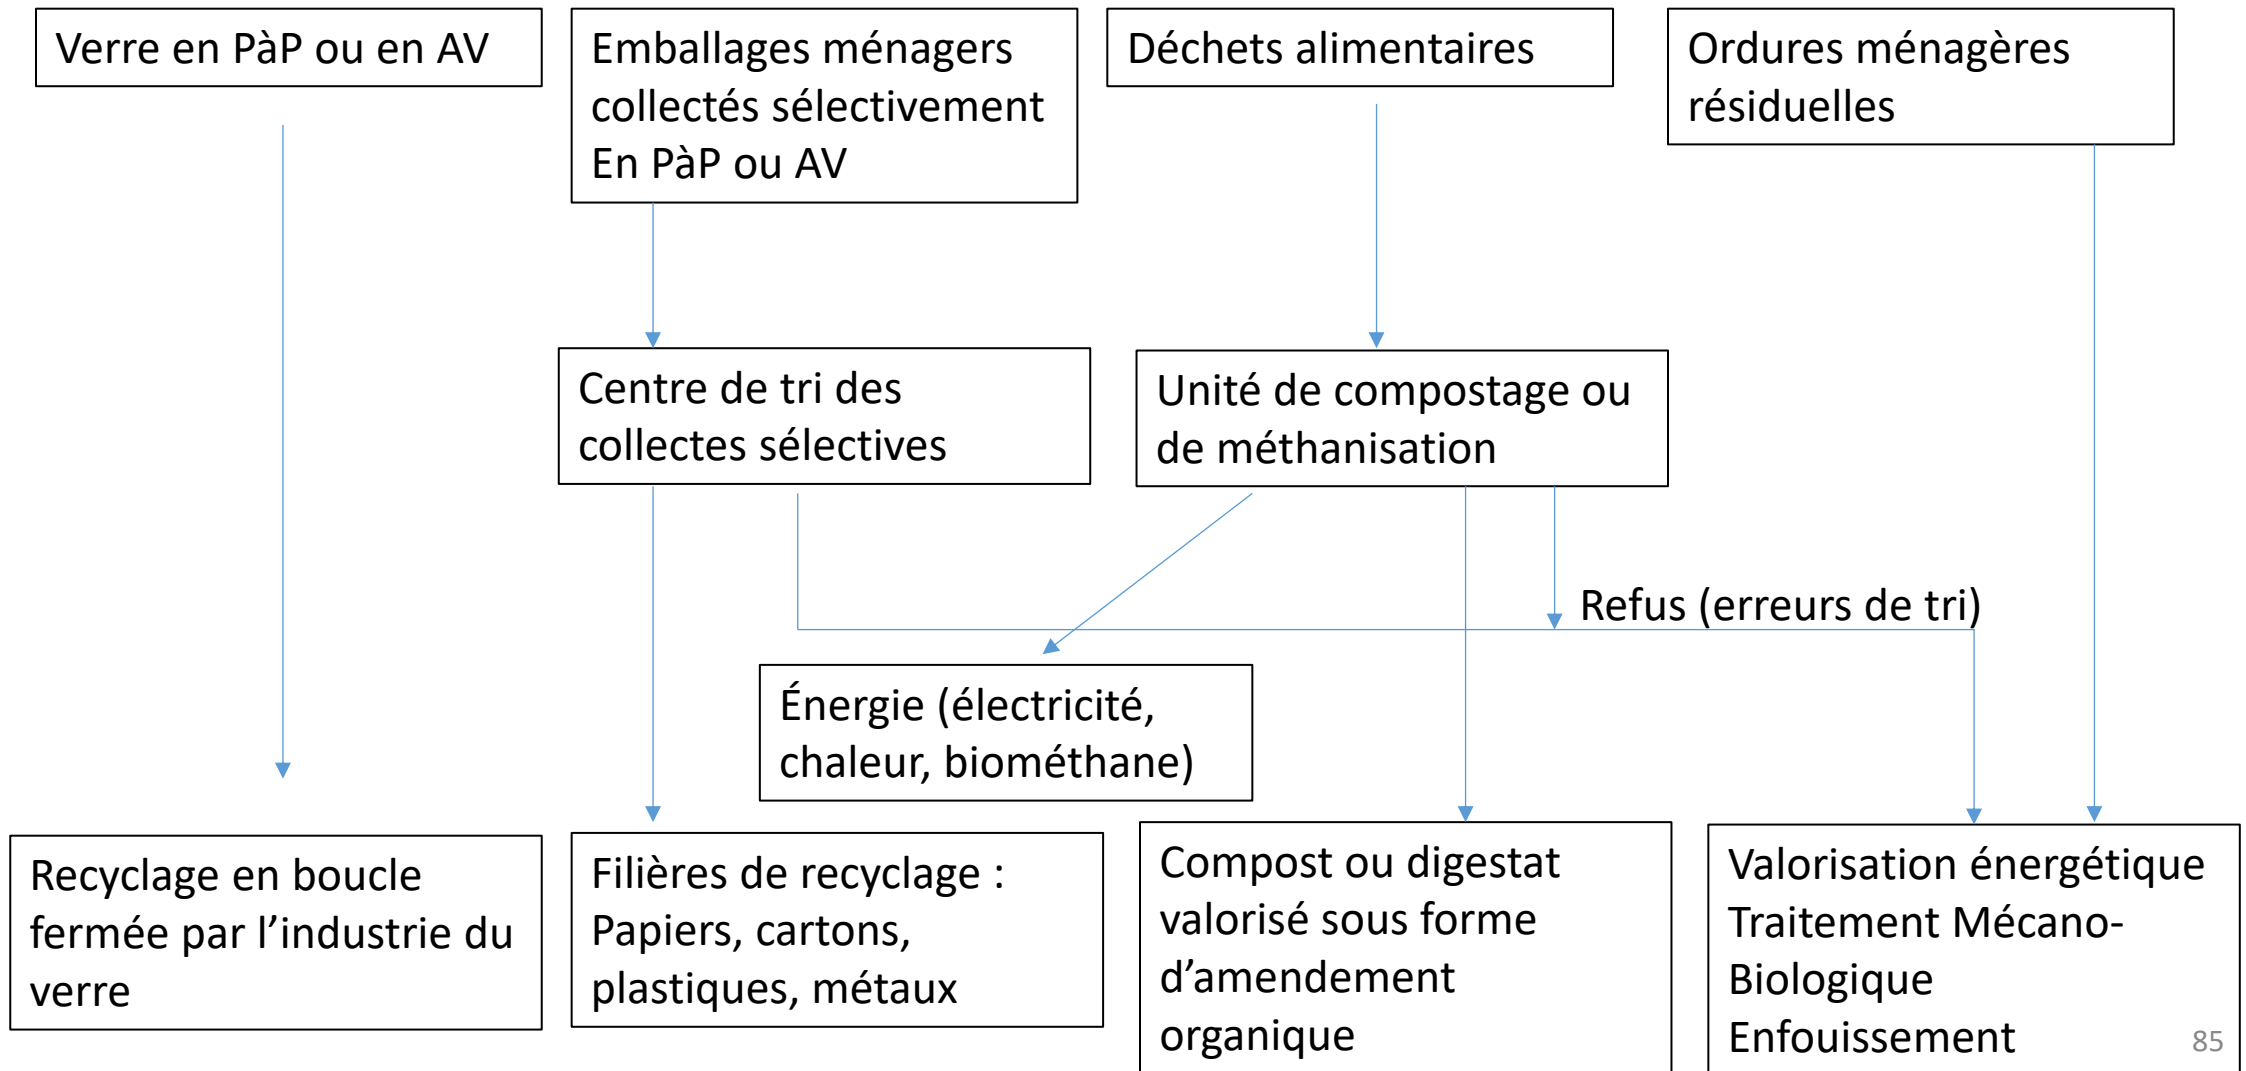 Verre en PàP ou en AV
Emballages ménagers
collectés sélectivement
En PàP ou AV
Déchets alimentaires
Ordures ménagères
résiduelles
Centre de tri des
collectes sélectives
Unité de compostage ou
de méthanisation
Refus (erreurs de tri)
Énergie (électricité,
chaleur, biométhane)
Recyclage en boucle
fermée par l’industrie du
verre
Filières de recyclage :
Papiers, cartons,
plastiques, métaux
Compost ou digestat
valorisé sous forme
d’amendement
organique
Valorisation énergétique
Traitement Mécano-
Biologique
Enfouissement
85